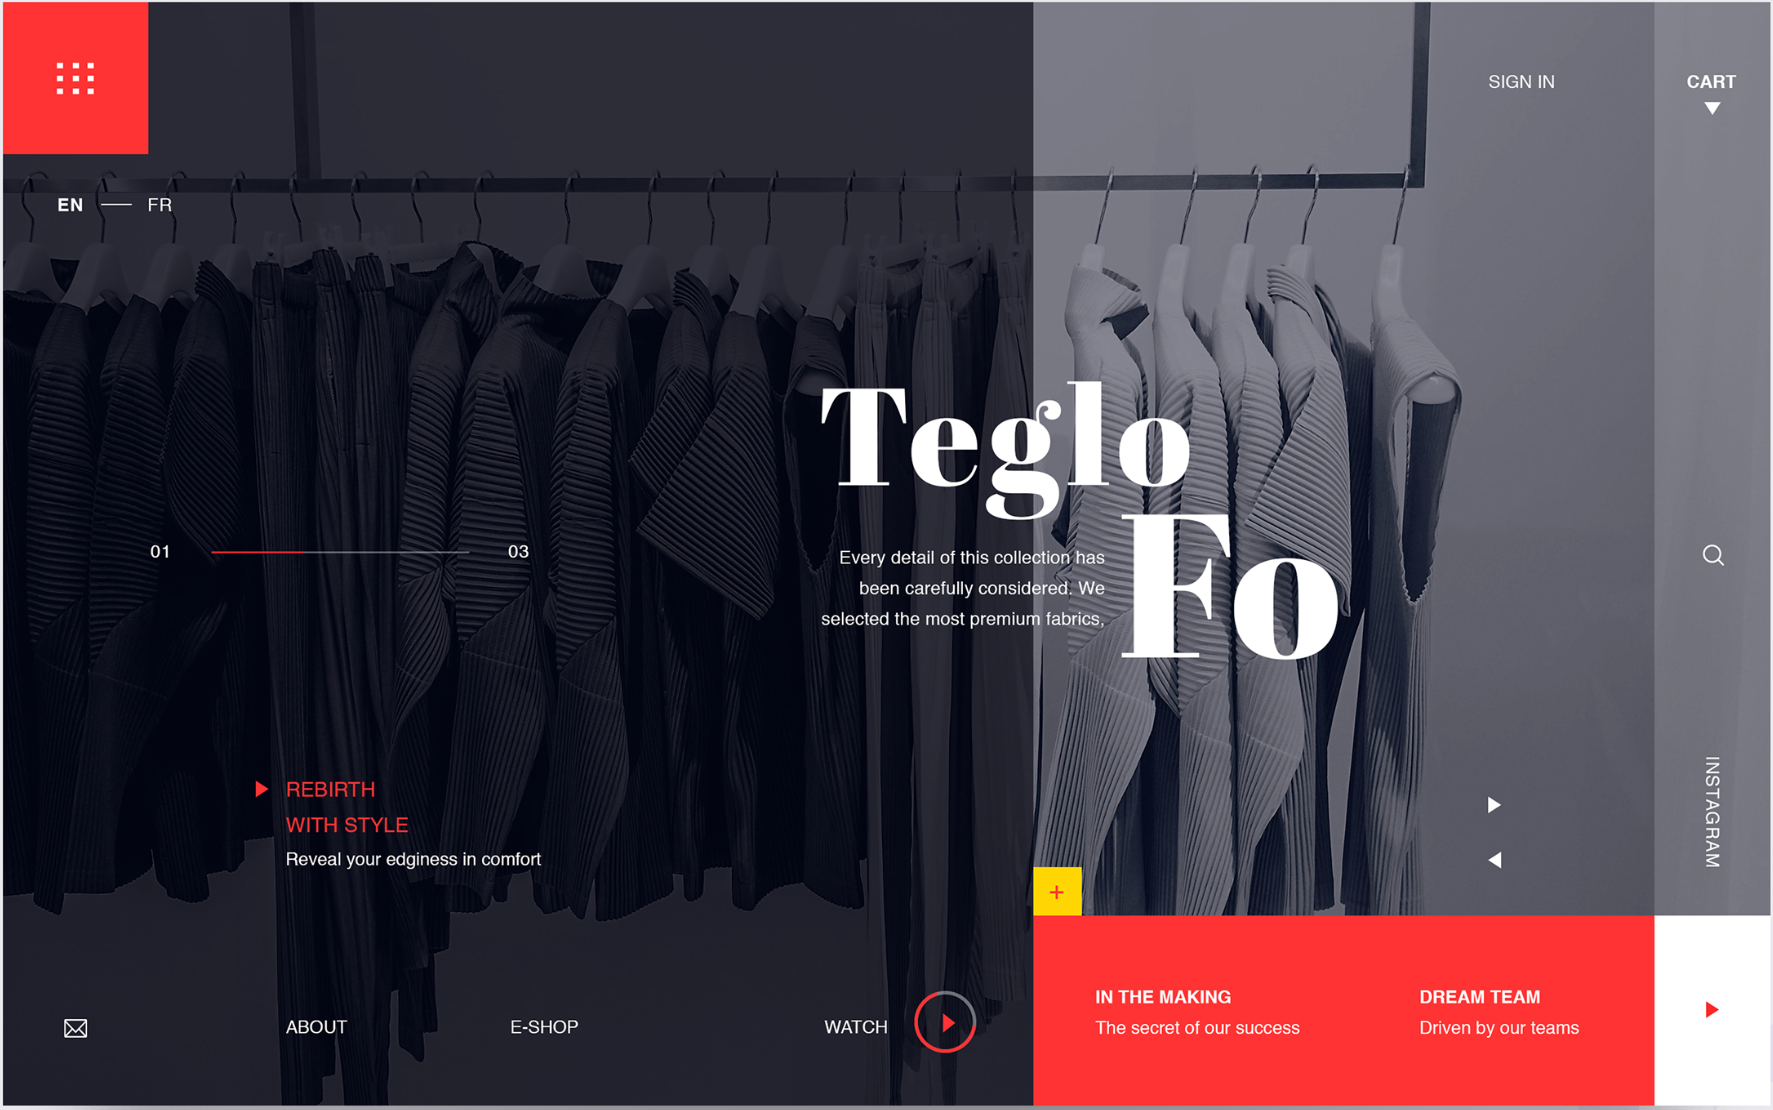 SIGN IN
CART
EN — FR
Teglo
Fo
01
03
Every detail of this collection has
been carefully considered. We
selected the most premium fabrics,
REBIRTH
WITH STYLE
Reveal your edginess in comfort
INSTAGRAM
+
ABOUT
E-SHOP
WATCH
IN THE MAKING
The secret of our success
DREAM TEAM
Driven by our teams